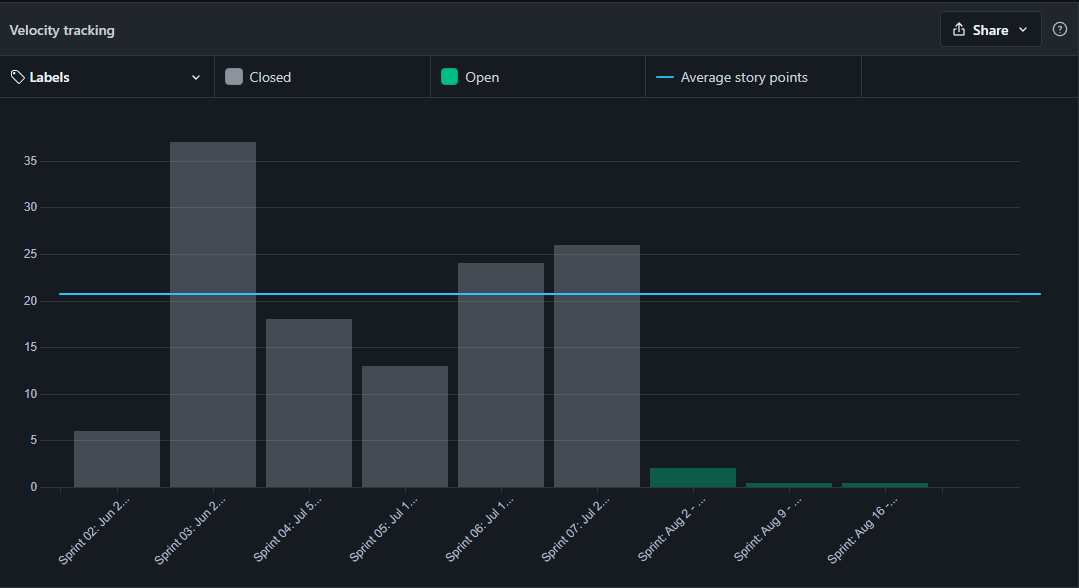 Velocity tracking
Share
?
Labels
Closed
Open
Average story points
35
30
25
20
15
10
5
0
Sprint 02: Jun 2...
Sprint 03: Jun 2...
Sprint 04: Jul 5...
Sprint 05: Jul 1...
Sprint 06: Jul 1...
Sprint 07: Jul 2...
Sprint: Aug 2 - ...
Sprint: Aug 9 - ...
Sprint: Aug 16 -...